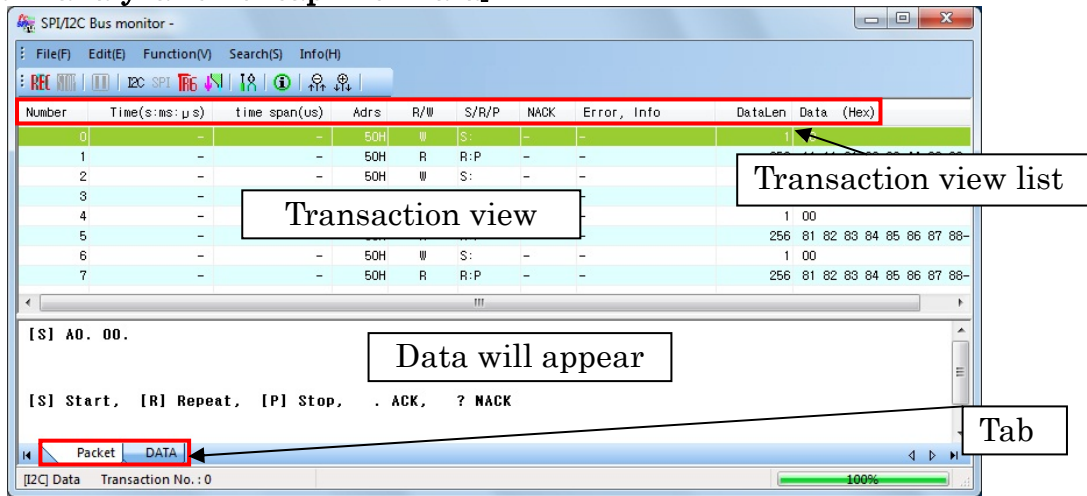 SPI/I2C Bus monitor -
File(F) Edit(E) Function(V) Search(S) Info(H)
REC I2C SPI TRG
Number Time(s:ms:μs) time span(us) Adrs R/W S/R/P NACK Error, Info DataLen Data (Hex)
0 - - 50H W S: - - 1
1 - - 50H R R:P - -
2 - - 50H W S: - -
Transaction view list
3 -
Transaction view
4 - 1 00
5 - 256 81 82 83 84 85 86 87 88-
6 - - 50H W S: - - 1 00
7 - - 50H R R:P - - 256 81 82 83 84 85 86 87 88-
[S] A0. 00.
Data will appear
[S] Start, [R] Repeat, [P] Stop, . ACK, ? NACK
Tab
Packet DATA
[I2C] Data Transaction No. : 0 100%